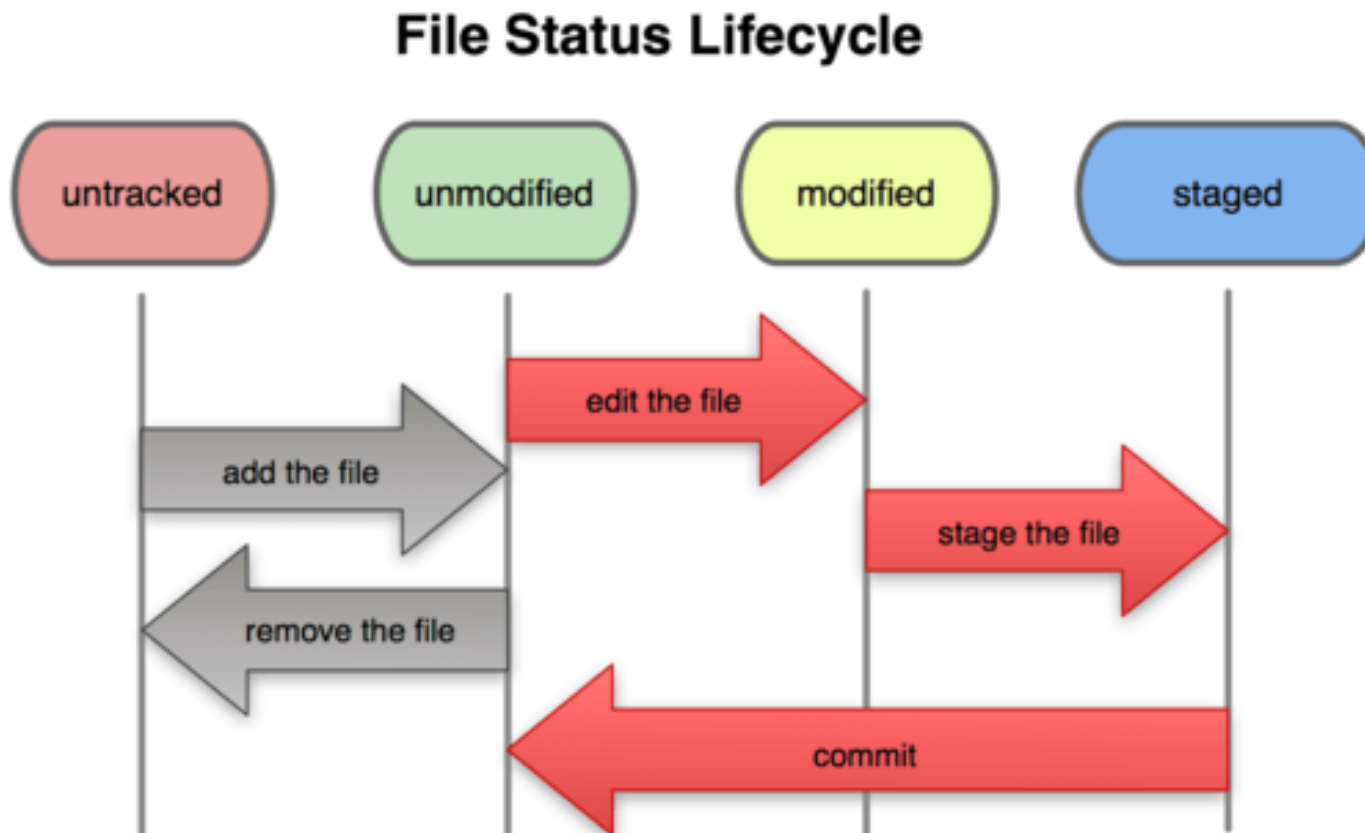 File Status Lifecycle
untracked
unmodified
modified
staged
edit the file
add the file
stage the file
remove the file
commit